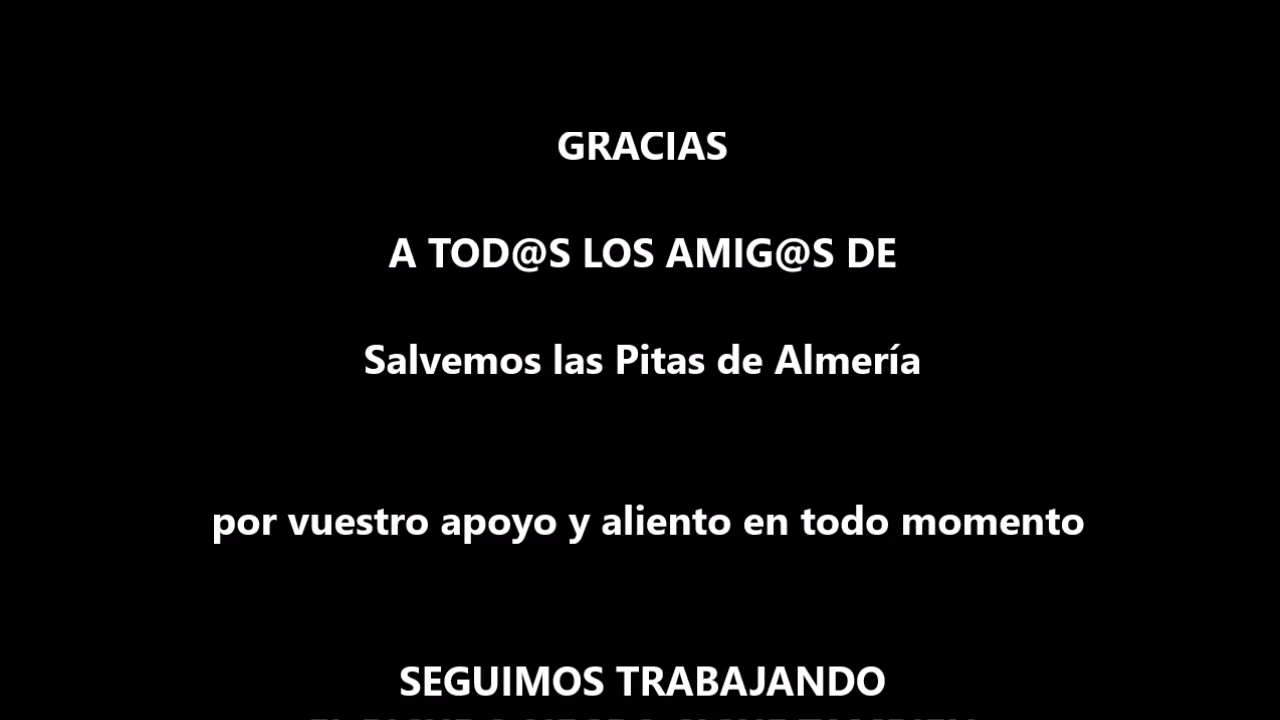 GRACIAS
A TOD@S LOS AMIG@S DE
Salvemos las Pitas de Almería
por vuestro apoyo y aliento en todo momento
SEGUIMOS TRABAJANDO